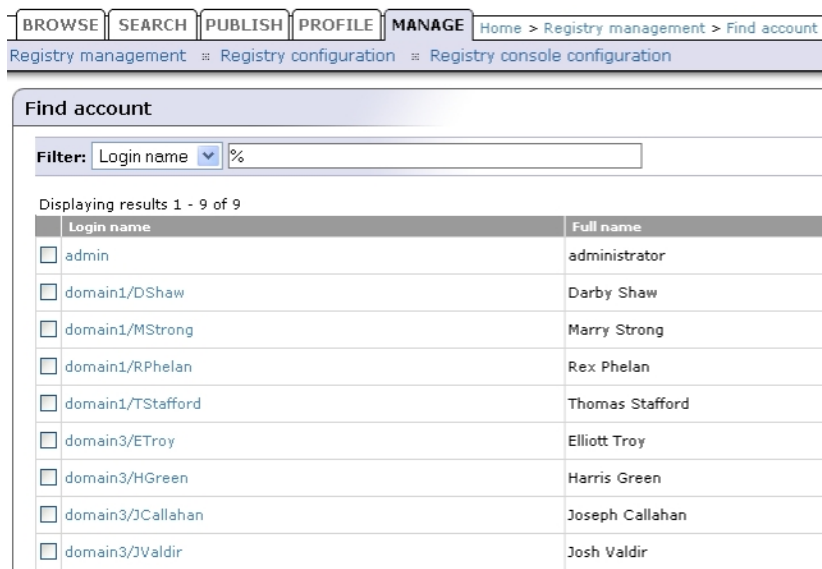 BROWSE SEARCH PUBLISH PROFILE MANAGE Home > Registry management > Find account
Registry management Registry configuration Registry console configuration
Find account
Filter: Login name %
Displaying results 1 - 9 of 9
Login name Full name
admin administrator
domain1/DShaw Darby Shaw
domain1/MStrong Marry Strong
domain1/RPhelan Rex Phelan
domain1/TStafford Thomas Stafford
domain3/ETroy Elliott Troy
domain3/HGreen Harris Green
domain3/JCallahan Joseph Callahan
domain3/JValdir Josh Valdir